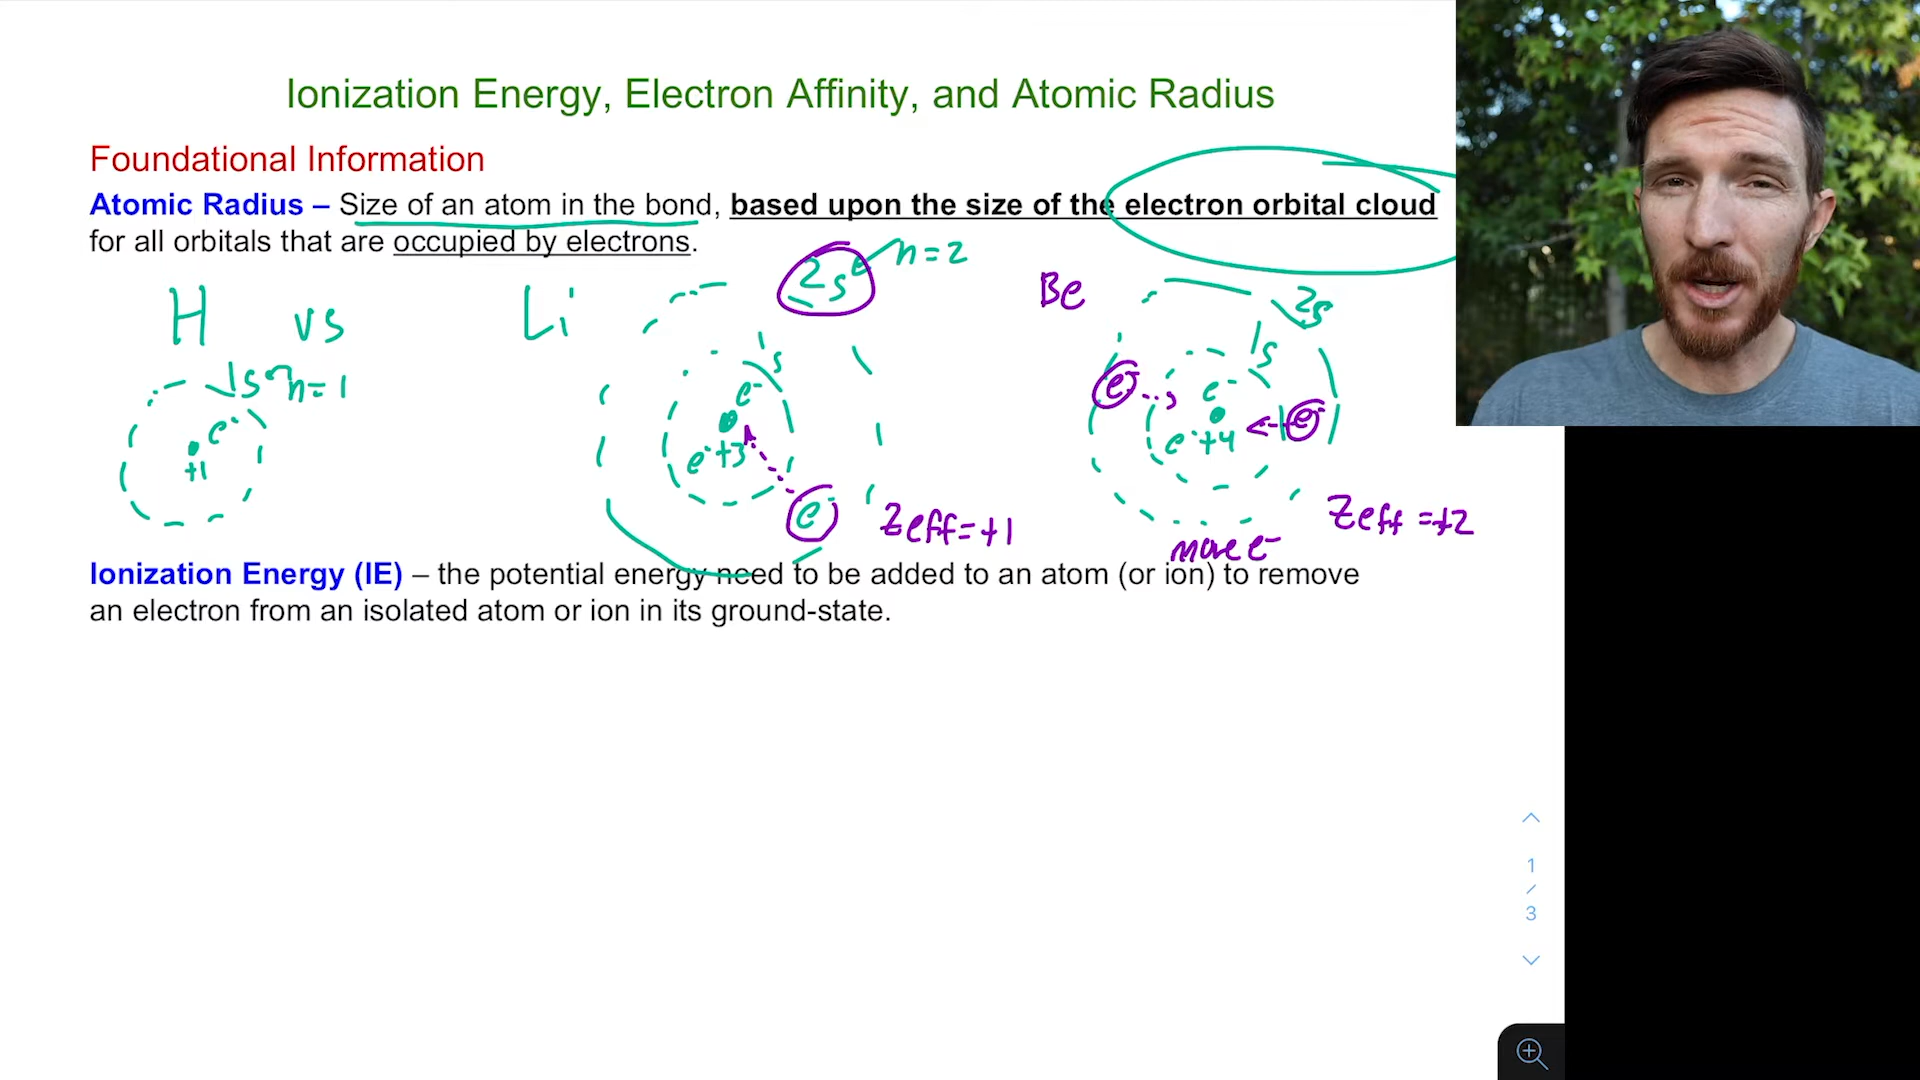 Ionization Energy, Electron Affinity, and Atomic Radius
Foundational Information
Atomic Radius – Size of an atom in the bond, based upon the size of the electron orbital cloud
for all orbitals that are occupied by electrons.
H vs Li
1s n=1
e-
+1
2s n=2
1s
e-
e- +3
e-
Zeff=+1
Be
2s
1s
e- e- e-
e- +4
Zeff=+2
more e-
Ionization Energy (IE) – the potential energy need to be added to an atom (or ion) to remove
an electron from an isolated atom or ion in its ground-state.
1
/
3